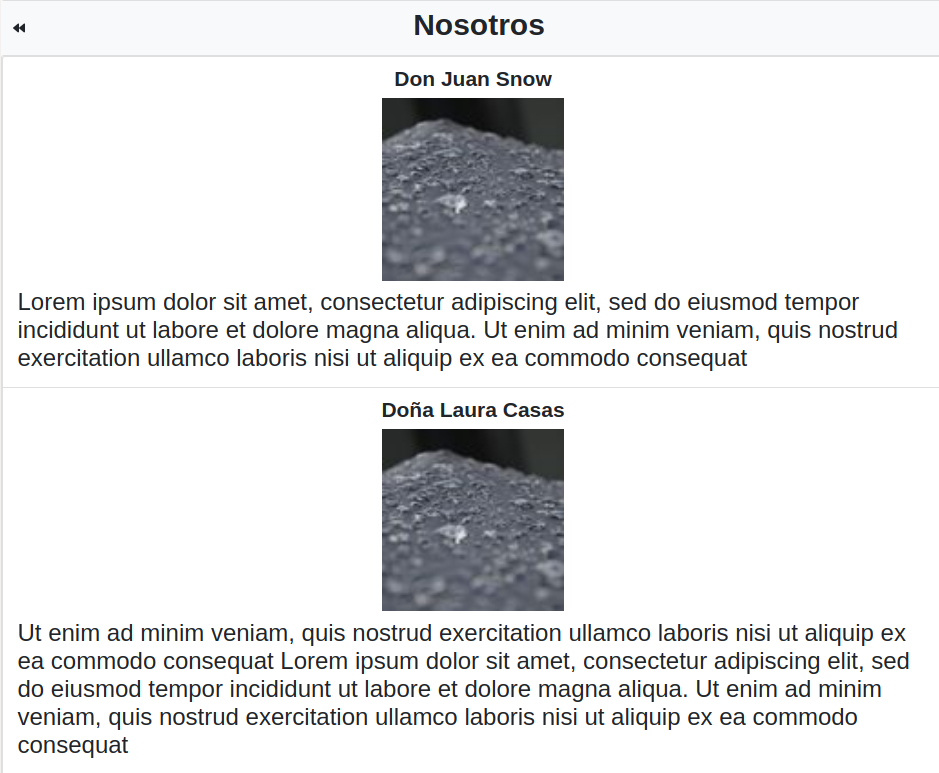 Nosotros
Don Juan Snow
Lorem ipsum dolor sit amet, consectetur adipiscing elit, sed do eiusmod tempor
incididunt ut labore et dolore magna aliqua. Ut enim ad minim veniam, quis nostrud
exercitation ullamco laboris nisi ut aliquip ex ea commodo consequat
Doña Laura Casas
Ut enim ad minim veniam, quis nostrud exercitation ullamco laboris nisi ut aliquip ex
ea commodo consequat Lorem ipsum dolor sit amet, consectetur adipiscing elit, sed
do eiusmod tempor incididunt ut labore et dolore magna aliqua. Ut enim ad minim
veniam, quis nostrud exercitation ullamco laboris nisi ut aliquip ex ea commodo
consequat